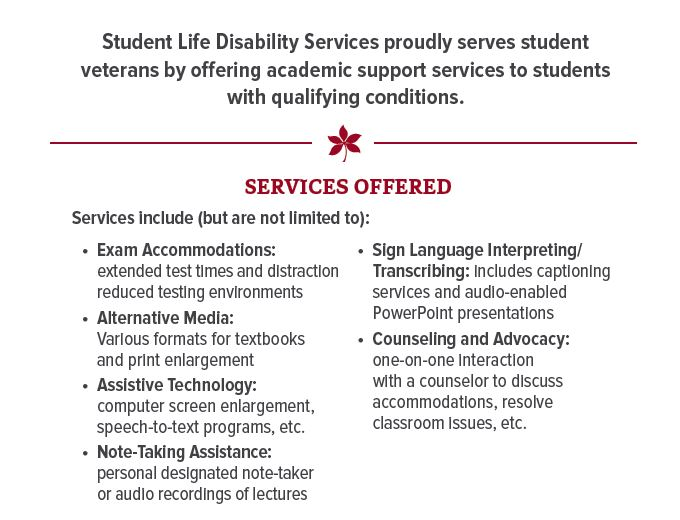 Student Life Disability Services proudly serves student
veterans by offering academic support services to students
with qualifying conditions.
SERVICES OFFERED
Services include (but are not limited to):
• Exam Accommodations:
extended test times and distraction
reduced testing environments
• Alternative Media:
Various formats for textbooks
and print enlargement
• Assistive Technology:
computer screen enlargement,
speech-to-text programs, etc.
• Note-Taking Assistance:
personal designated note-taker
or audio recordings of lectures
• Sign Language Interpreting/
Transcribing: includes captioning
services and audio-enabled
PowerPoint presentations
• Counseling and Advocacy:
one-on-one interaction
with a counselor to discuss
accommodations, resolve
classroom issues, etc.